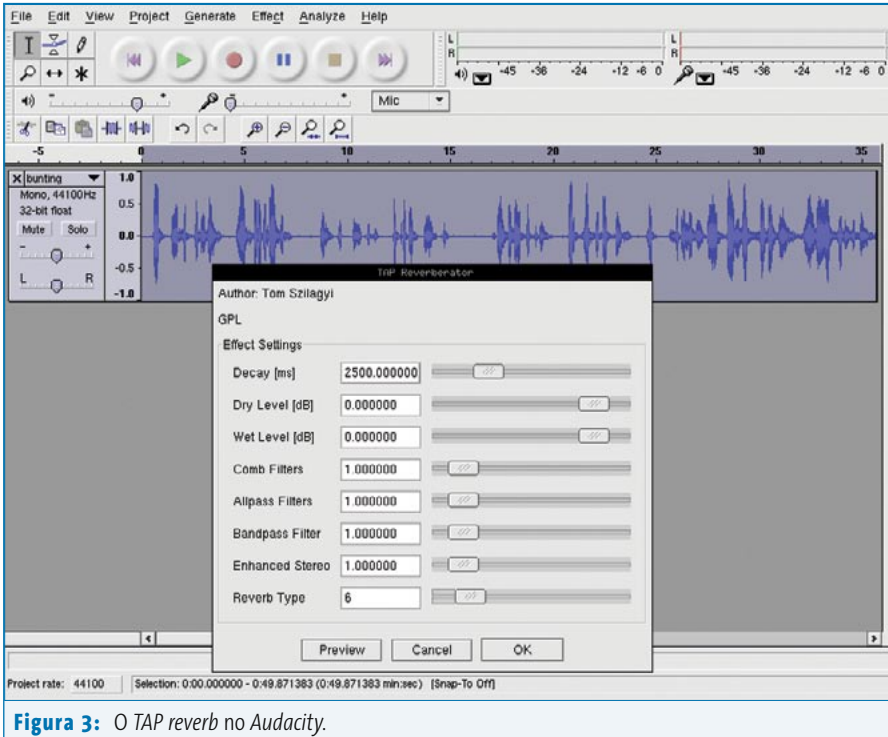 File Edit View Project Generate Effect Analyze Help
L
R
-45 -36 -24 -12 -6 0
L
R
-45 -36 -24 -12 -6 0
Mic
-5 0 5 10 15 20 25 30 35
X bunting
Mono, 44100Hz
32-bit float
Mute Solo
- +
L R
1.0
0.5
0.0
-0.5
-1.0
TAP Reverberator
Author: Tom Szilagyi
GPL
Effect Settings
Decay [ms] 2500.000000
Dry Level [dB] 0.000000
Wet Level [dB] 0.000000
Comb Filters 1.000000
Allpass Filters 1.000000
Bandpass Filter 1.000000
Enhanced Stereo 1.000000
Reverb Type 6
Preview Cancel OK
Project rate: 44100 Selection: 0:00.000000 - 0:49.871383 (0:49.871383 min:sec) [Snap-To Off]
Figura 3: O TAP reverb no Audacity.